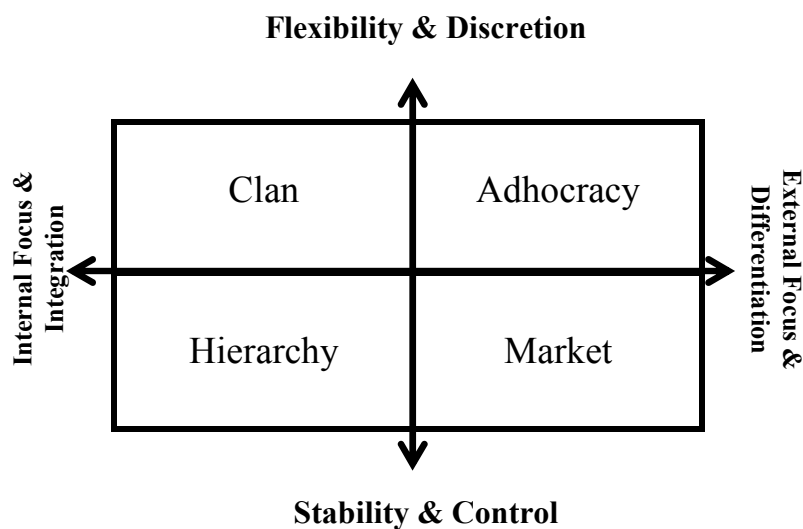 Flexibility & Discretion
Clan
Adhocracy
Internal Focus &
Integration
External Focus &
Differentiation
Hierarchy
Market
Stability & Control